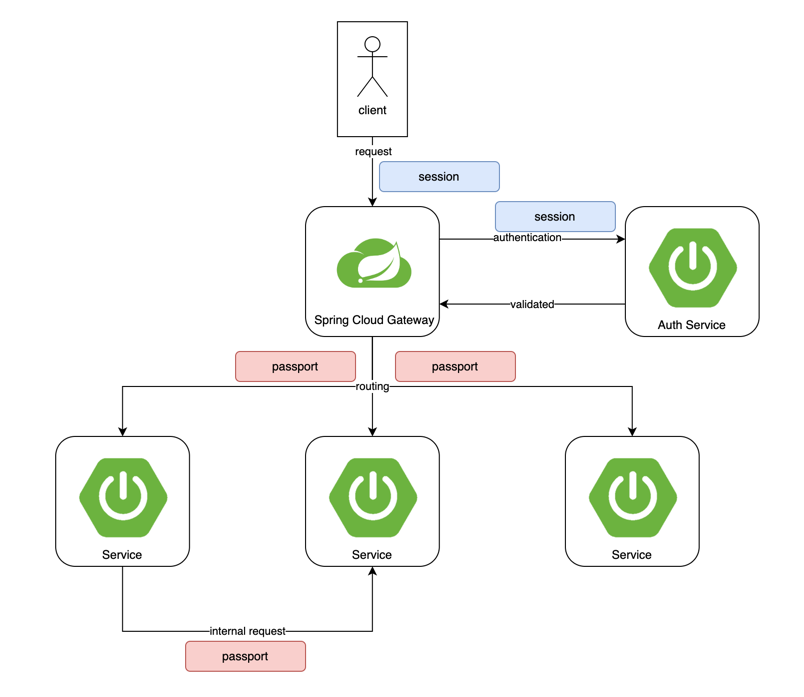 client
request
session
session
authentication
Spring Cloud Gateway
validated
Auth Service
passport
passport
routing
Service
Service
Service
internal request
passport